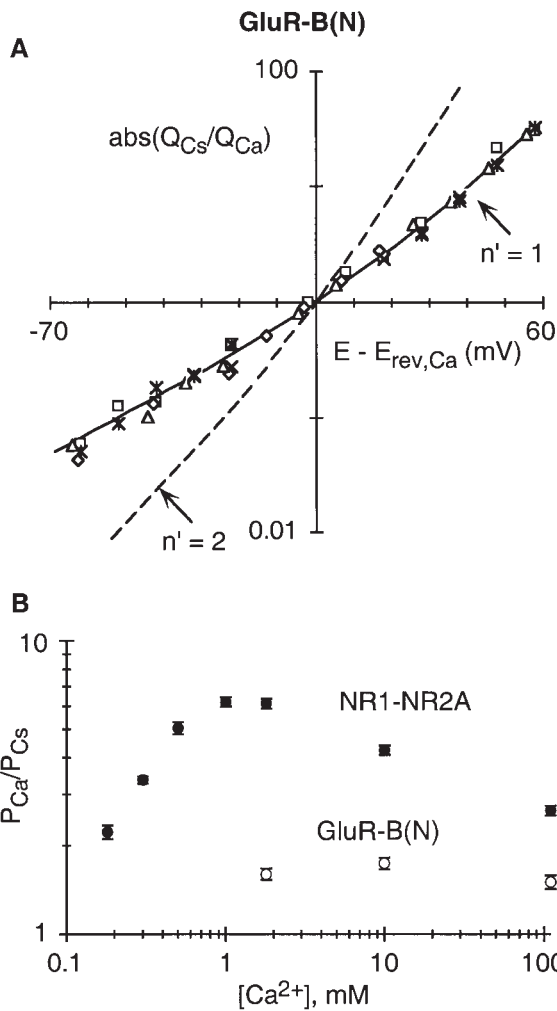 GluR-B(N)
A
100
abs(Q_Cs/Q_Ca)
n' = 1
-70
60
E - E_rev,Ca (mV)
0.01
n' = 2
B
10
P_Ca/P_Cs
NR1-NR2A
GluR-B(N)
1
0.1
1
10
100
[Ca²⁺], mM